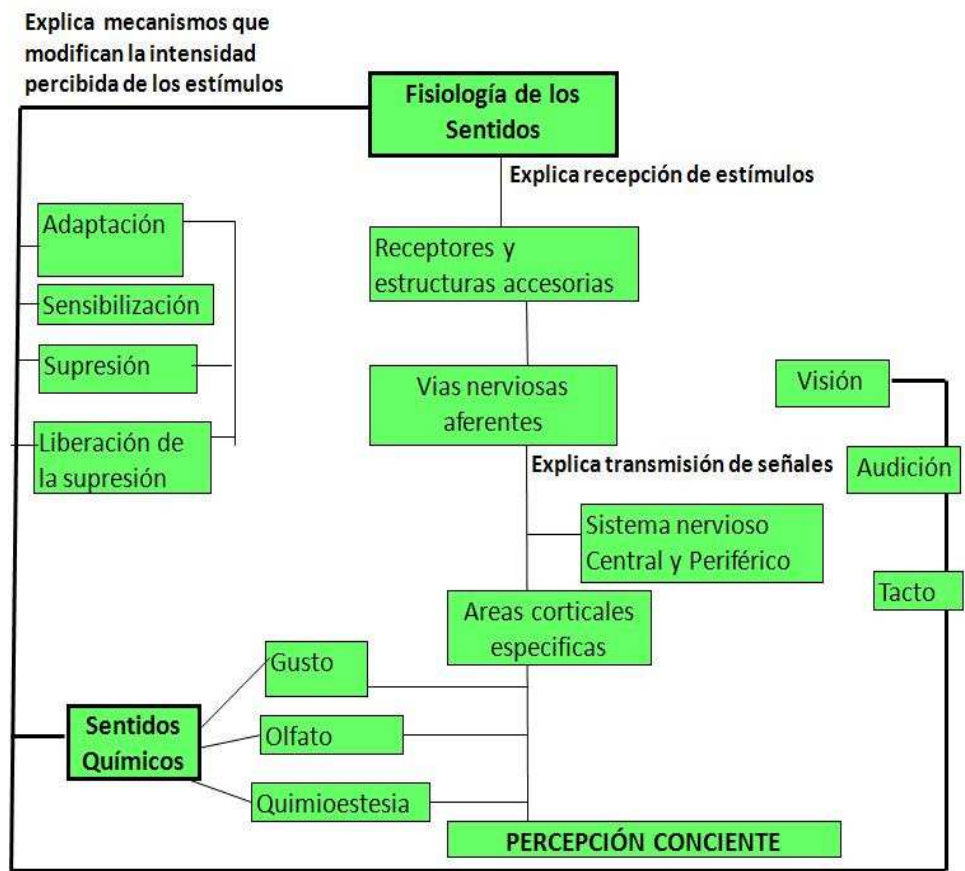 Explica mecanismos que
modifican la intensidad
percibida de los estímulos
Fisiología de los
Sentidos
Explica recepción de estímulos
Adaptación
Receptores y
estructuras accesorias
Sensibilización
Supresión
Vias nerviosas
aferentes
Visión
Liberación de
la supresión
Explica transmisión de señales
Audición
Sistema nervioso
Central y Periférico
Tacto
Areas corticales
especificas
Gusto
Sentidos
Químicos
Olfato
Quimioestesia
PERCEPCIÓN CONCIENTE